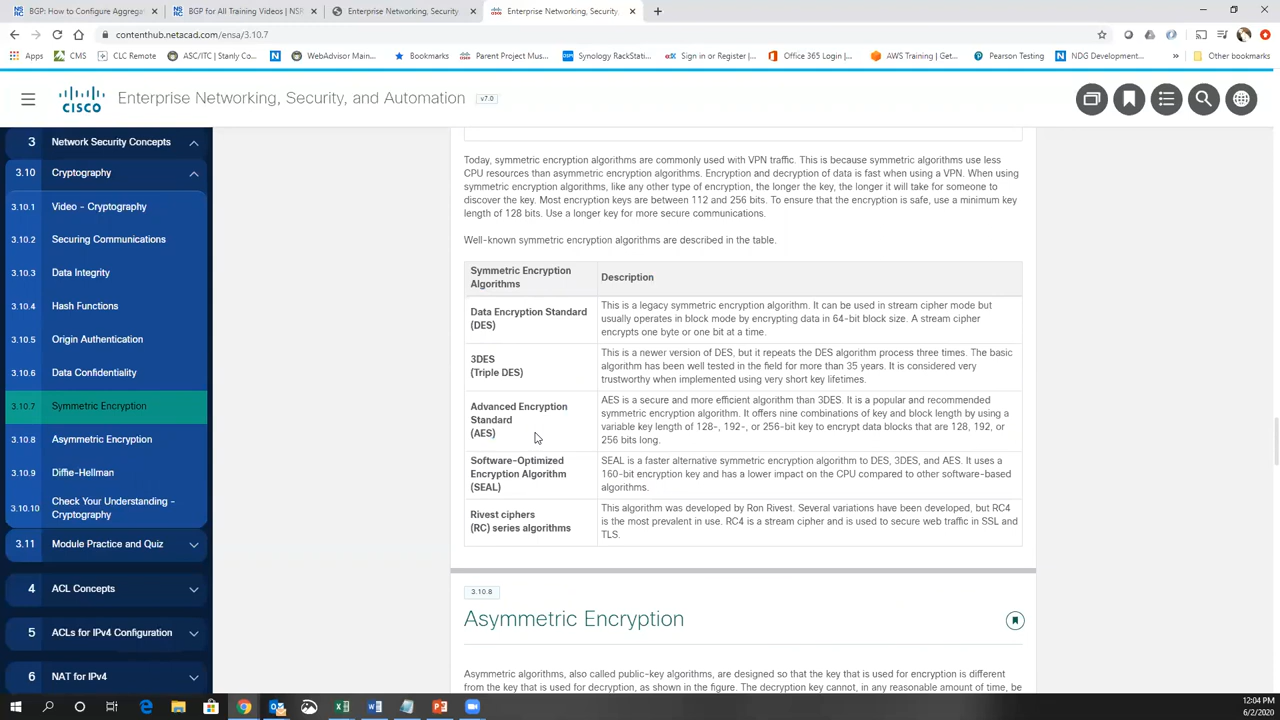 BGP: How to Configure Aggregat
BGP for All Training Videos | NSR
Enterprise Networking, Security,
Enterprise Networking, Security,
contenthub.netacad.com/ensa/3.10.7
Apps
CMS
CLC Remote
ASC/ITC | Stanly Co...
WebAdvisor Main...
Bookmarks
Parent Project Mus...
Synology RackStati...
Sign in or Register |...
Office 365 Login |...
AWS Training | Get...
Pearson Testing
NDG Development...
»
Other bookmarks
CISCO
Enterprise Networking, Security, and Automation
v7.0
3 Network Security Concepts
3.10 Cryptography
3.10.1 Video - Cryptography
3.10.2 Securing Communications
3.10.3 Data Integrity
3.10.4 Hash Functions
3.10.5 Origin Authentication
3.10.6 Data Confidentiality
3.10.7 Symmetric Encryption
3.10.8 Asymmetric Encryption
3.10.9 Diffie-Hellman
3.10.10 Check Your Understanding -
Cryptography
3.11 Module Practice and Quiz
4 ACL Concepts
5 ACLs for IPv4 Configuration
6 NAT for IPv4
Today, symmetric encryption algorithms are commonly used with VPN traffic. This is because symmetric algorithms use less
CPU resources than asymmetric encryption algorithms. Encryption and decryption of data is fast when using a VPN. When using
symmetric encryption algorithms, like any other type of encryption, the longer the key, the longer it will take for someone to
discover the key. Most encryption keys are between 112 and 256 bits. To ensure that the encryption is safe, use a minimum key
length of 128 bits. Use a longer key for more secure communications.
Well-known symmetric encryption algorithms are described in the table.
Symmetric Encryption
Algorithms
Description
Data Encryption Standard
(DES)
This is a legacy symmetric encryption algorithm. It can be used in stream cipher mode but
usually operates in block mode by encrypting data in 64-bit block size. A stream cipher
encrypts one byte or one bit at a time.
3DES
(Triple DES)
This is a newer version of DES, but it repeats the DES algorithm process three times. The basic
algorithm has been well tested in the field for more than 35 years. It is considered very
trustworthy when implemented using very short key lifetimes.
Advanced Encryption
Standard
(AES)
AES is a secure and more efficient algorithm than 3DES. It is a popular and recommended
symmetric encryption algorithm. It offers nine combinations of key and block length by using a
variable key length of 128-, 192-, or 256-bit key to encrypt data blocks that are 128, 192, or
256 bits long.
Software-Optimized
Encryption Algorithm
(SEAL)
SEAL is a faster alternative symmetric encryption algorithm to DES, 3DES, and AES. It uses a
160-bit encryption key and has a lower impact on the CPU compared to other software-based
algorithms.
Rivest ciphers
(RC) series algorithms
This algorithm was developed by Ron Rivest. Several variations have been developed, but RC4
is the most prevalent in use. RC4 is a stream cipher and is used to secure web traffic in SSL and
TLS.
3.10.8
Asymmetric Encryption
Asymmetric algorithms, also called public-key algorithms, are designed so that the key that is used for encryption is different
from the key that is used for decryption, as shown in the figure. The decryption key cannot, in any reasonable amount of time, be
12:04 PM
6/2/2020